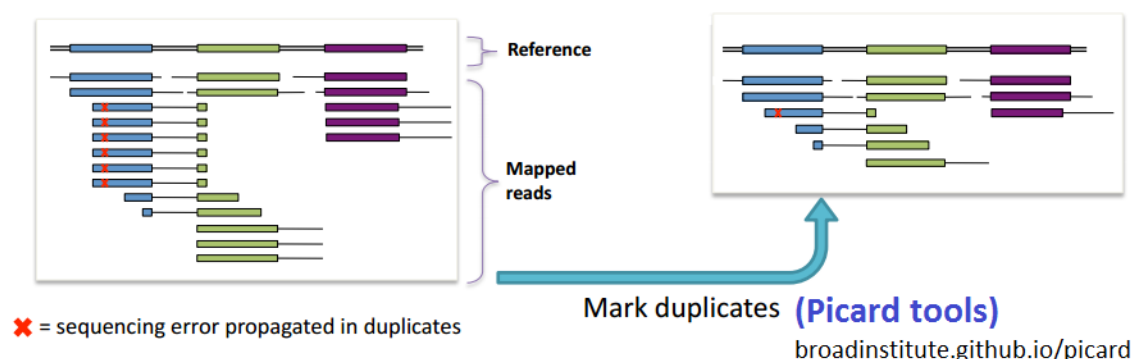 Reference
Mapped
reads
Mark duplicates (Picard tools)
broadinstitute.github.io/picard
✖ = sequencing error propagated in duplicates